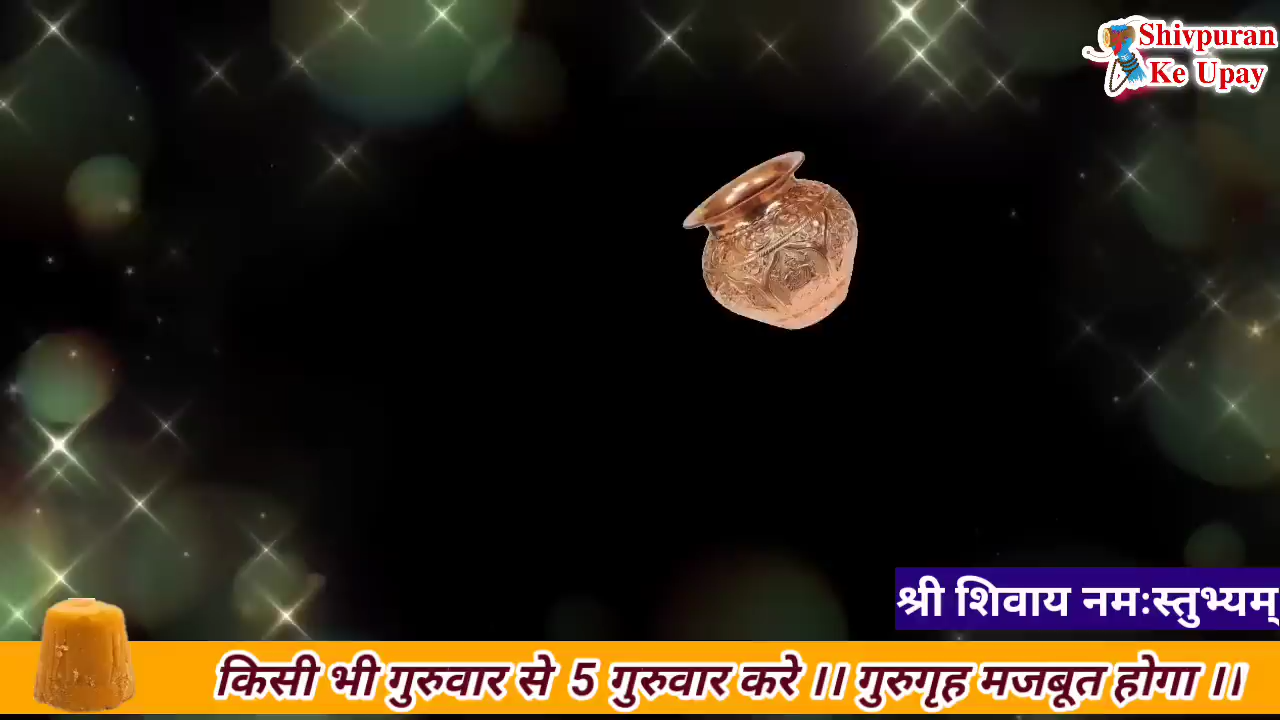 Shivpuran
Ke Upay
श्री शिवाय नमःस्तुभ्यम्
किसी भी गुरुवार से 5 गुरुवार करे ।। गुरुगृह मजबूत होगा ।।